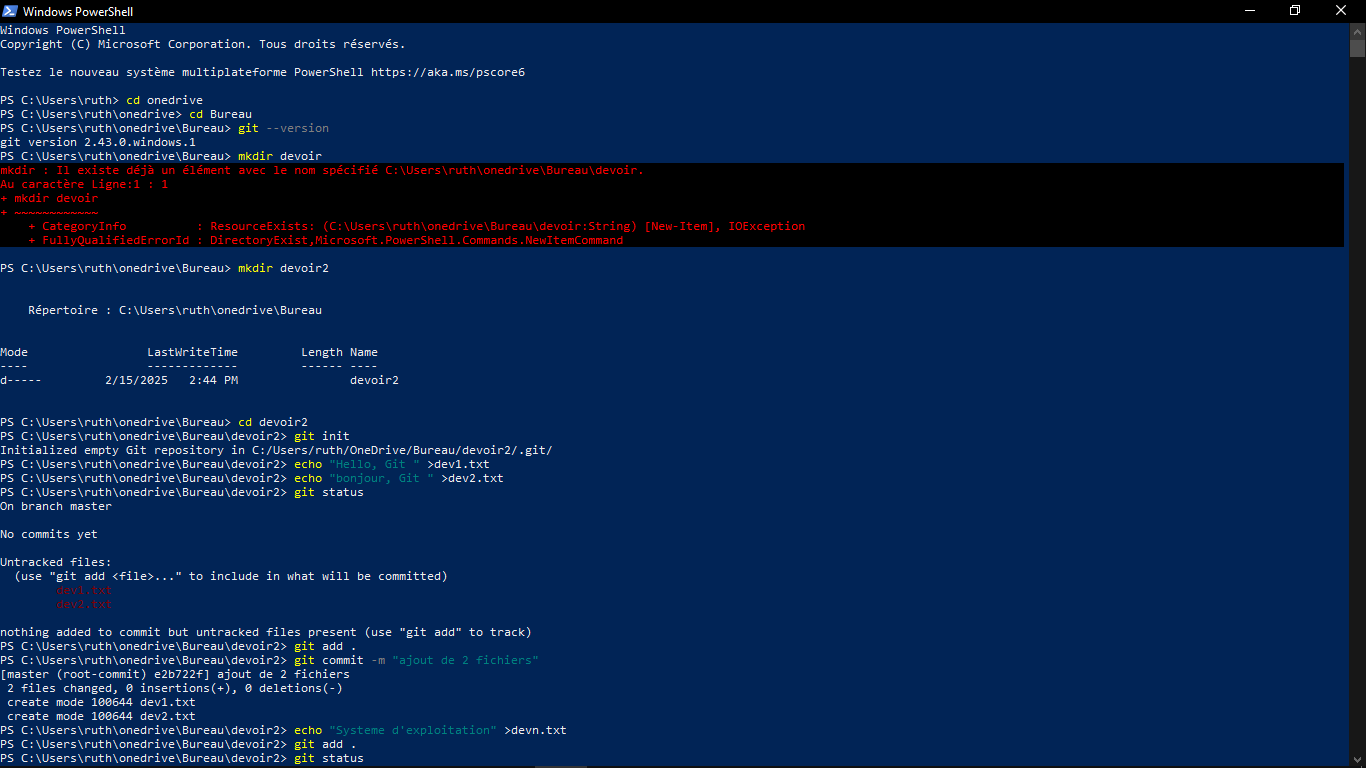 Windows PowerShell
Windows PowerShell
Copyright (C) Microsoft Corporation. Tous droits réservés.
Testez le nouveau système multiplateforme PowerShell https://aka.ms/pscore6
PS C:\Users\ruth> cd onedrive
PS C:\Users\ruth\onedrive> cd Bureau
PS C:\Users\ruth\onedrive\Bureau> git --version
git version 2.43.0.windows.1
PS C:\Users\ruth\onedrive\Bureau> mkdir devoir
mkdir : Il existe déjà un élément avec le nom spécifié C:\Users\ruth\onedrive\Bureau\devoir.
Au caractère Ligne:1 : 1
+ mkdir devoir
+ ~~~~~~~~~~~~
    + CategoryInfo          : ResourceExists: (C:\Users\ruth\onedrive\Bureau\devoir:String) [New-Item], IOException
    + FullyQualifiedErrorId : DirectoryExist,Microsoft.PowerShell.Commands.NewItemCommand
PS C:\Users\ruth\onedrive\Bureau> mkdir devoir2
    Répertoire : C:\Users\ruth\onedrive\Bureau
Mode                 LastWriteTime         Length Name
----                 -------------         ------ ----
d-----         2/15/2025   2:44 PM                devoir2
PS C:\Users\ruth\onedrive\Bureau> cd devoir2
PS C:\Users\ruth\onedrive\Bureau\devoir2> git init
Initialized empty Git repository in C:/Users/ruth/OneDrive/Bureau/devoir2/.git/
PS C:\Users\ruth\onedrive\Bureau\devoir2> echo "Hello, Git " >dev1.txt
PS C:\Users\ruth\onedrive\Bureau\devoir2> echo "bonjour, Git " >dev2.txt
PS C:\Users\ruth\onedrive\Bureau\devoir2> git status
On branch master
No commits yet
Untracked files:
  (use "git add <file>..." to include in what will be committed)
        dev1.txt
        dev2.txt
nothing added to commit but untracked files present (use "git add" to track)
PS C:\Users\ruth\onedrive\Bureau\devoir2> git add .
PS C:\Users\ruth\onedrive\Bureau\devoir2> git commit -m "ajout de 2 fichiers"
[master (root-commit) e2b722f] ajout de 2 fichiers
 2 files changed, 0 insertions(+), 0 deletions(-)
 create mode 100644 dev1.txt
 create mode 100644 dev2.txt
PS C:\Users\ruth\onedrive\Bureau\devoir2> echo "Systeme d'exploitation" >devn.txt
PS C:\Users\ruth\onedrive\Bureau\devoir2> git add .
PS C:\Users\ruth\onedrive\Bureau\devoir2> git status